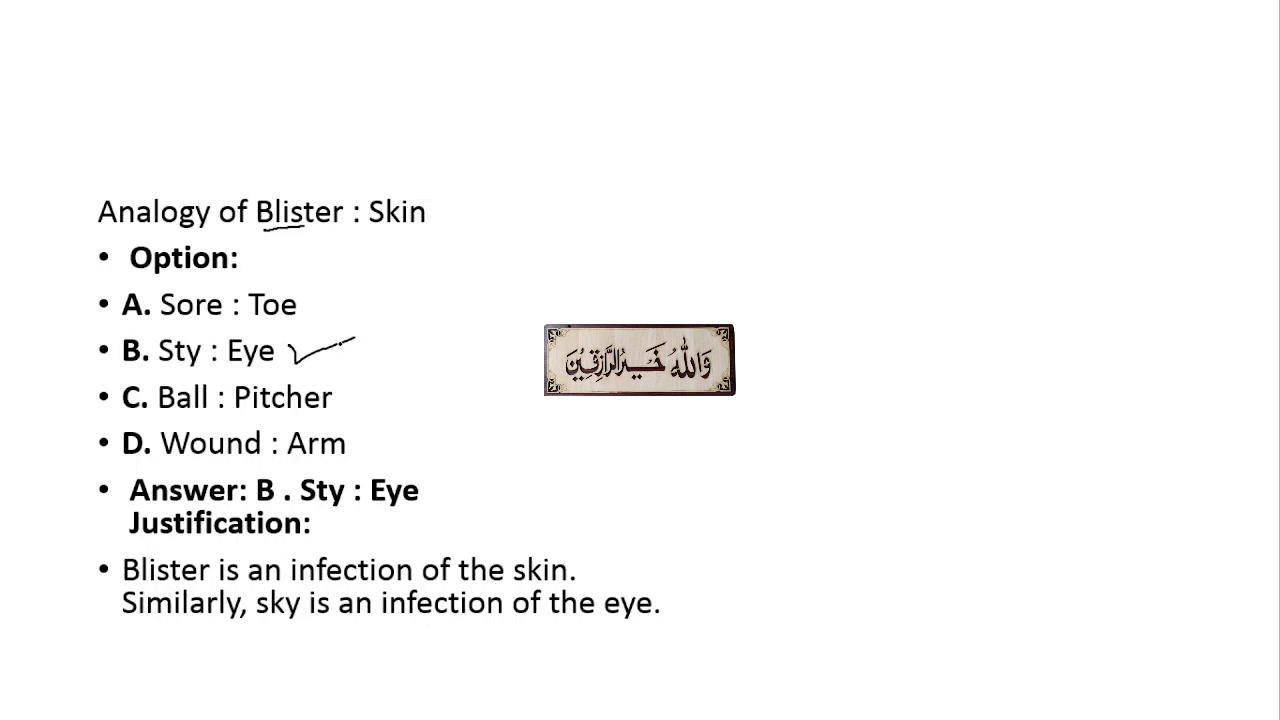 Analogy of Blister : Skin
• Option:
• A. Sore : Toe
• B. Sty : Eye
• C. Ball : Pitcher
• D. Wound : Arm
• Answer: B . Sty : Eye
Justification:
• Blister is an infection of the skin.
Similarly, sky is an infection of the eye.
وَاللَّهُ خَيْرُ الرَّازِقِينَ